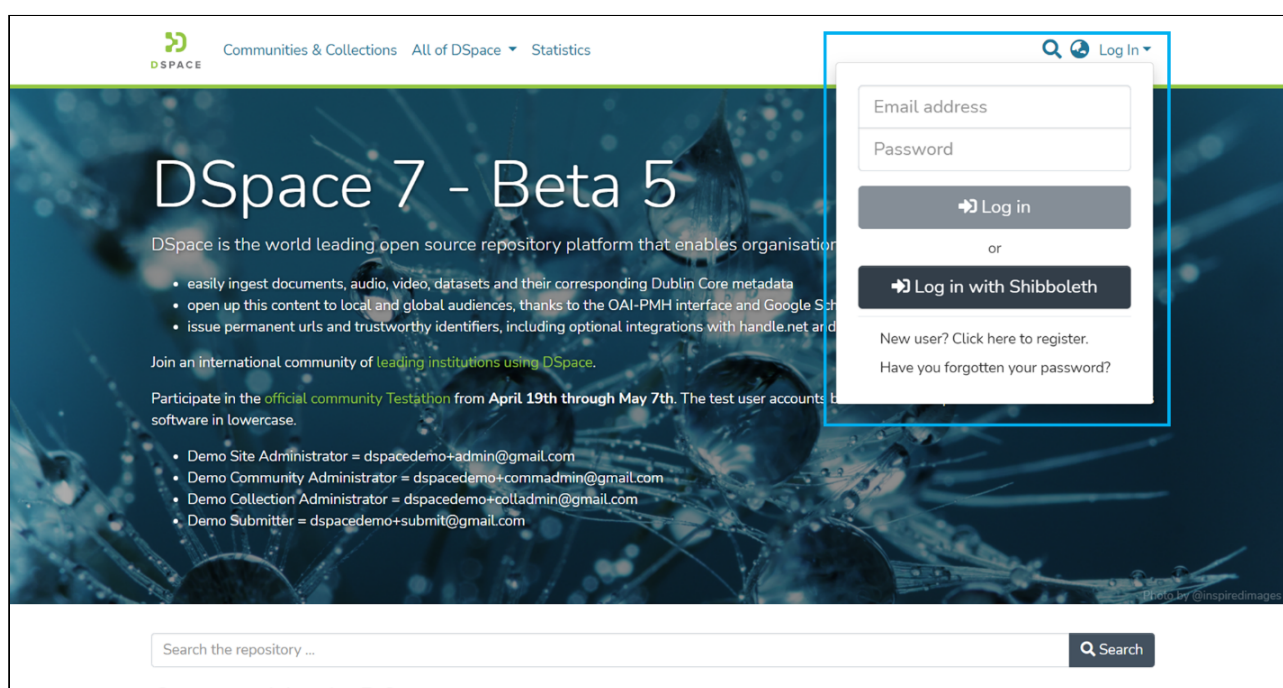 DSPACE
Communities & Collections All of DSpace Statistics
Log In
Email address
Password
Log in
or
Log in with Shibboleth
New user? Click here to register.
Have you forgotten your password?
DSpace 7 - Beta 5
DSpace is the world leading open source repository platform that enables
easily ingest documents, audio, video, datasets and their corresponding Dublin Core metadata
open up this content to local and global audiences, thanks to the OAI-PMH interface and Google
issue permanent urls and trustworthy identifiers, including optional integrations with handle.net and
Join an international community of leading institutions using DSpace.
Participate in the official community Testathon from April 19th through May 7th. The test user accounts
software in lowercase.
Demo Site Administrator = dspacedemo+admin@gmail.com
Demo Community Administrator = dspacedemo+commadmin@gmail.com
Demo Collection Administrator = dspacedemo+colladmin@gmail.com
Demo Submitter = dspacedemo+submit@gmail.com
Photo by @inspiredimages
Search the repository ...
Search